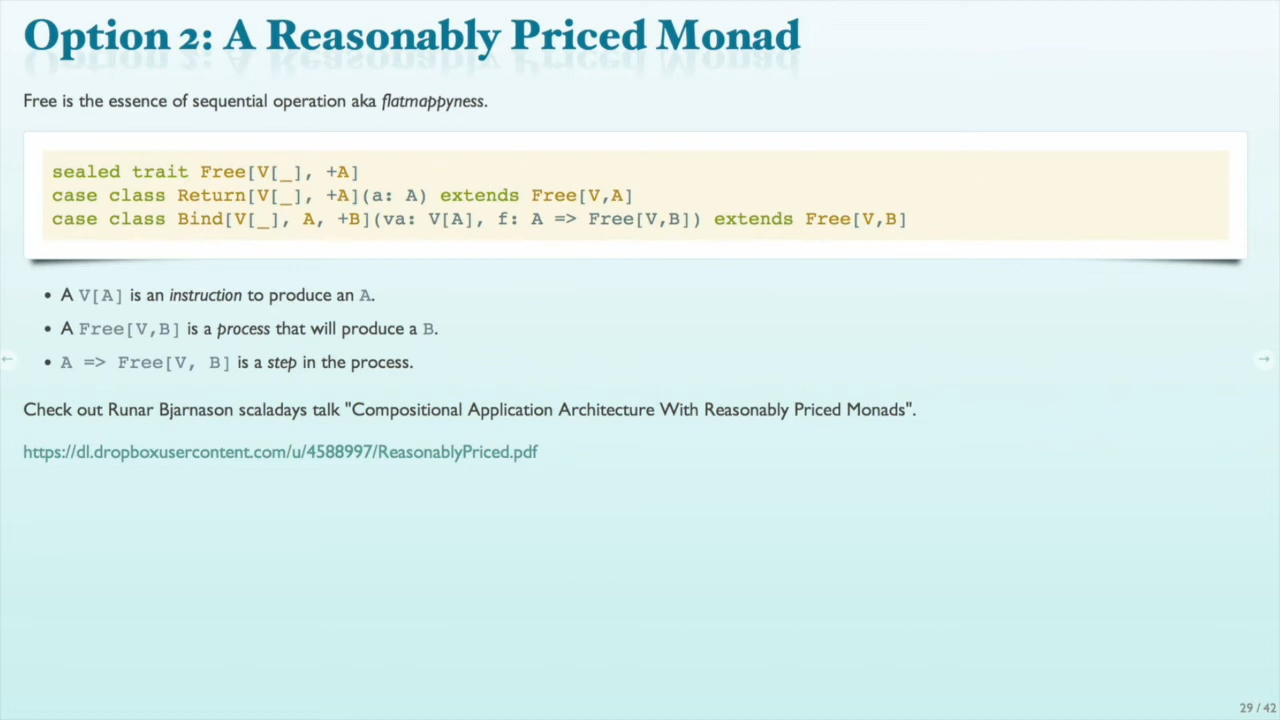 Option 2: A Reasonably Priced Monad
Free is the essence of sequential operation aka flatmappyness.
sealed trait Free[V[_], +A]
case class Return[V[_], +A](a: A) extends Free[V,A]
case class Bind[V[_], A, +B](va: V[A], f: A => Free[V,B]) extends Free[V,B]
• A V[A] is an instruction to produce an A.
• A Free[V,B] is a process that will produce a B.
• A => Free[V, B] is a step in the process.
Check out Runar Bjarnason scaladays talk "Compositional Application Architecture With Reasonably Priced Monads".
https://dl.dropboxusercontent.com/u/4588997/ReasonablyPriced.pdf
29 / 42